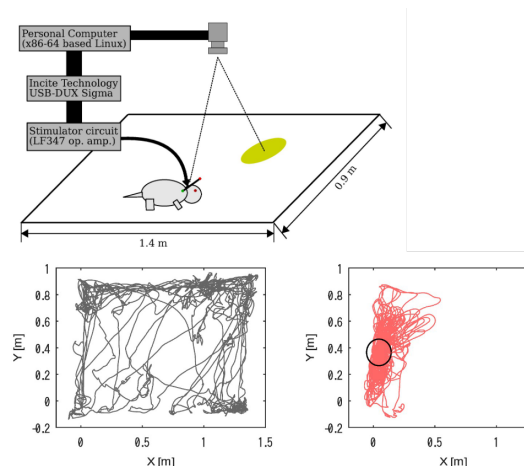 Personal Computer
(x86-64 based Linux)
Incite Technology
USB-DUX Sigma
Stimulator circuit
(LF347 op. amp.)
0.9 m
1.4 m
1
0.8
0.6
0.4
0.2
0
-0.2
Y [m]
0
0.5
1
1.5
X [m]
1
0.8
0.6
0.4
0.2
0
-0.2
Y [m]
0
0.5
1
X [m]